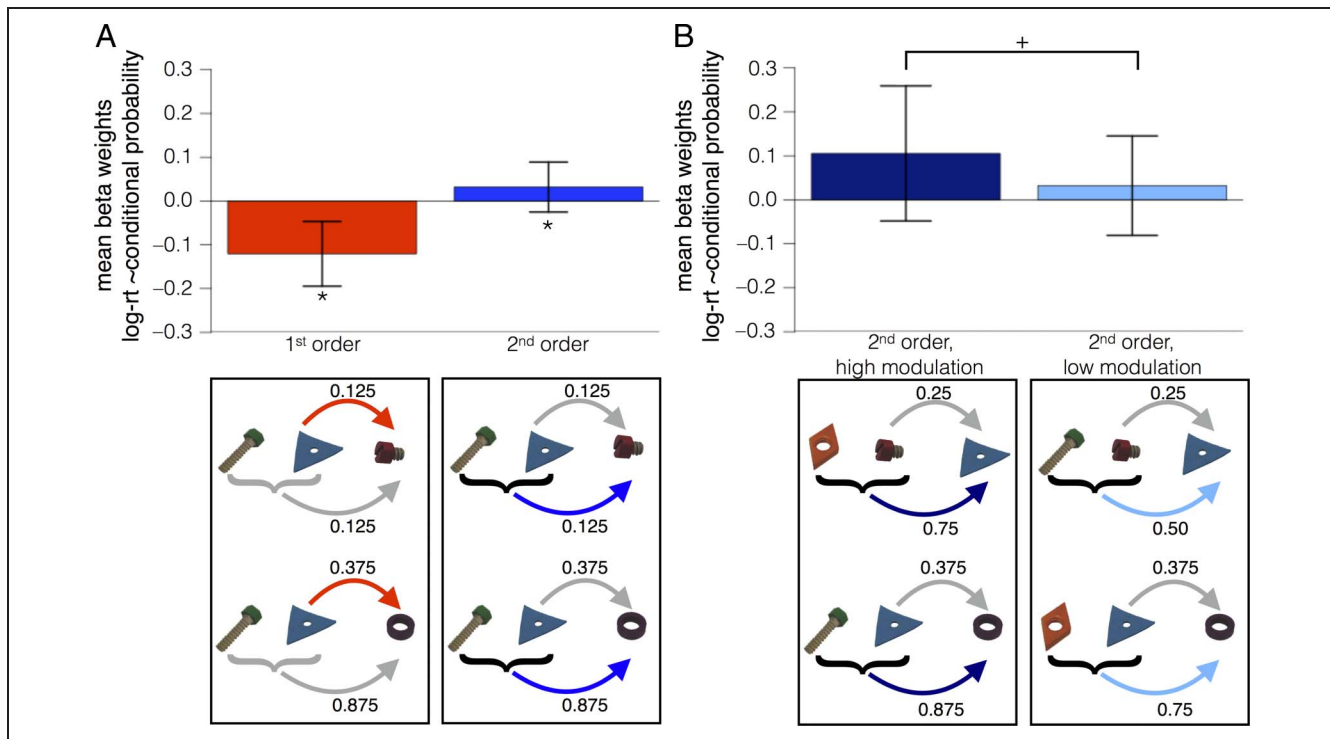 A
mean beta weights
log-rt ~conditional probability
0.3
0.2
0.1
0.0
−0.1
−0.2
−0.3
*
*
1st order
2nd order
0.125
0.125
0.125
0.125
0.375
0.375
0.875
0.875
B
mean beta weights
log-rt ~conditional probability
+
0.3
0.2
0.1
0.0
−0.1
−0.2
−0.3
2nd order,
high modulation
2nd order,
low modulation
0.25
0.25
0.75
0.50
0.375
0.375
0.875
0.75